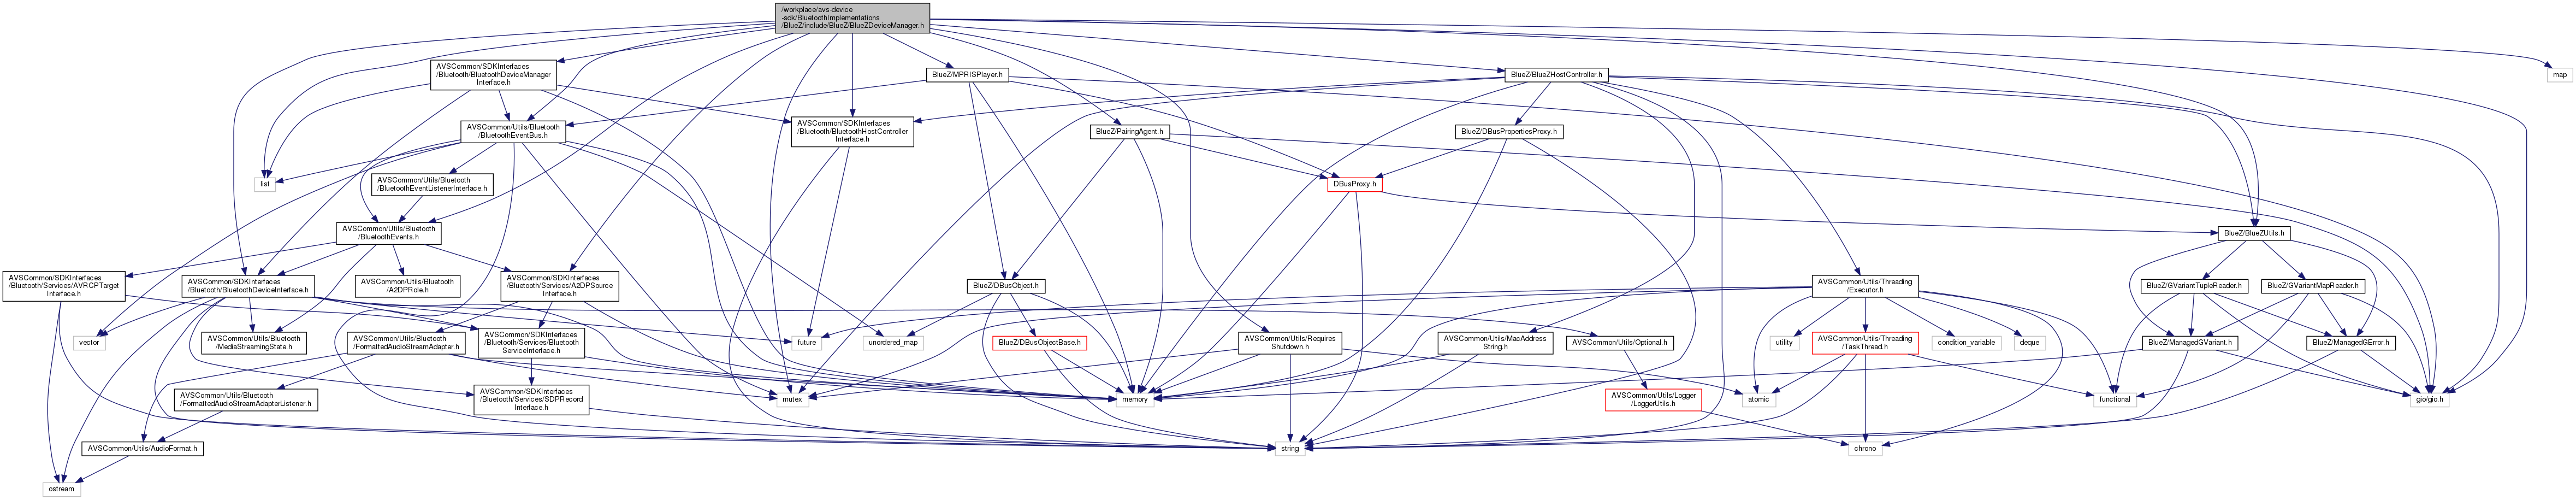 /workplace/avs-device
-sdk/BluetoothImplementations
/BlueZ/include/BlueZ/BlueZDeviceManager.h
AVSCommon/SDKInterfaces
/Bluetooth/BluetoothDeviceManager
Interface.h
BlueZ/MPRISPlayer.h
BlueZ/BlueZHostController.h
map
AVSCommon/Utils/Bluetooth
/BluetoothEventBus.h
AVSCommon/SDKInterfaces
/Bluetooth/BluetoothHostController
Interface.h
BlueZ/PairingAgent.h
BlueZ/DBusPropertiesProxy.h
list
AVSCommon/Utils/Bluetooth
/BluetoothEventListenerInterface.h
DBusProxy.h
AVSCommon/Utils/Bluetooth
/BluetoothEvents.h
BlueZ/BlueZUtils.h
AVSCommon/SDKInterfaces
/Bluetooth/Services/AVRCPTarget
Interface.h
AVSCommon/SDKInterfaces
/Bluetooth/BluetoothDeviceInterface.h
AVSCommon/Utils/Bluetooth
/A2DPRole.h
AVSCommon/SDKInterfaces
/Bluetooth/Services/A2DPSource
Interface.h
BlueZ/DBusObject.h
AVSCommon/Utils/Threading
/Executor.h
BlueZ/GVariantTupleReader.h
BlueZ/GVariantMapReader.h
vector
AVSCommon/Utils/Bluetooth
/MediaStreamingState.h
AVSCommon/Utils/Bluetooth
/FormattedAudioStreamAdapter.h
AVSCommon/SDKInterfaces
/Bluetooth/Services/Bluetooth
ServiceInterface.h
future
unordered_map
BlueZ/DBusObjectBase.h
AVSCommon/Utils/Requires
Shutdown.h
AVSCommon/Utils/MacAddress
String.h
AVSCommon/Utils/Optional.h
utility
AVSCommon/Utils/Threading
/TaskThread.h
condition_variable
deque
BlueZ/ManagedGVariant.h
BlueZ/ManagedGError.h
AVSCommon/Utils/Bluetooth
/FormattedAudioStreamAdapterListener.h
AVSCommon/SDKInterfaces
/Bluetooth/Services/SDPRecord
Interface.h
mutex
memory
AVSCommon/Utils/Logger
/LoggerUtils.h
atomic
functional
gio/gio.h
AVSCommon/Utils/AudioFormat.h
string
chrono
ostream